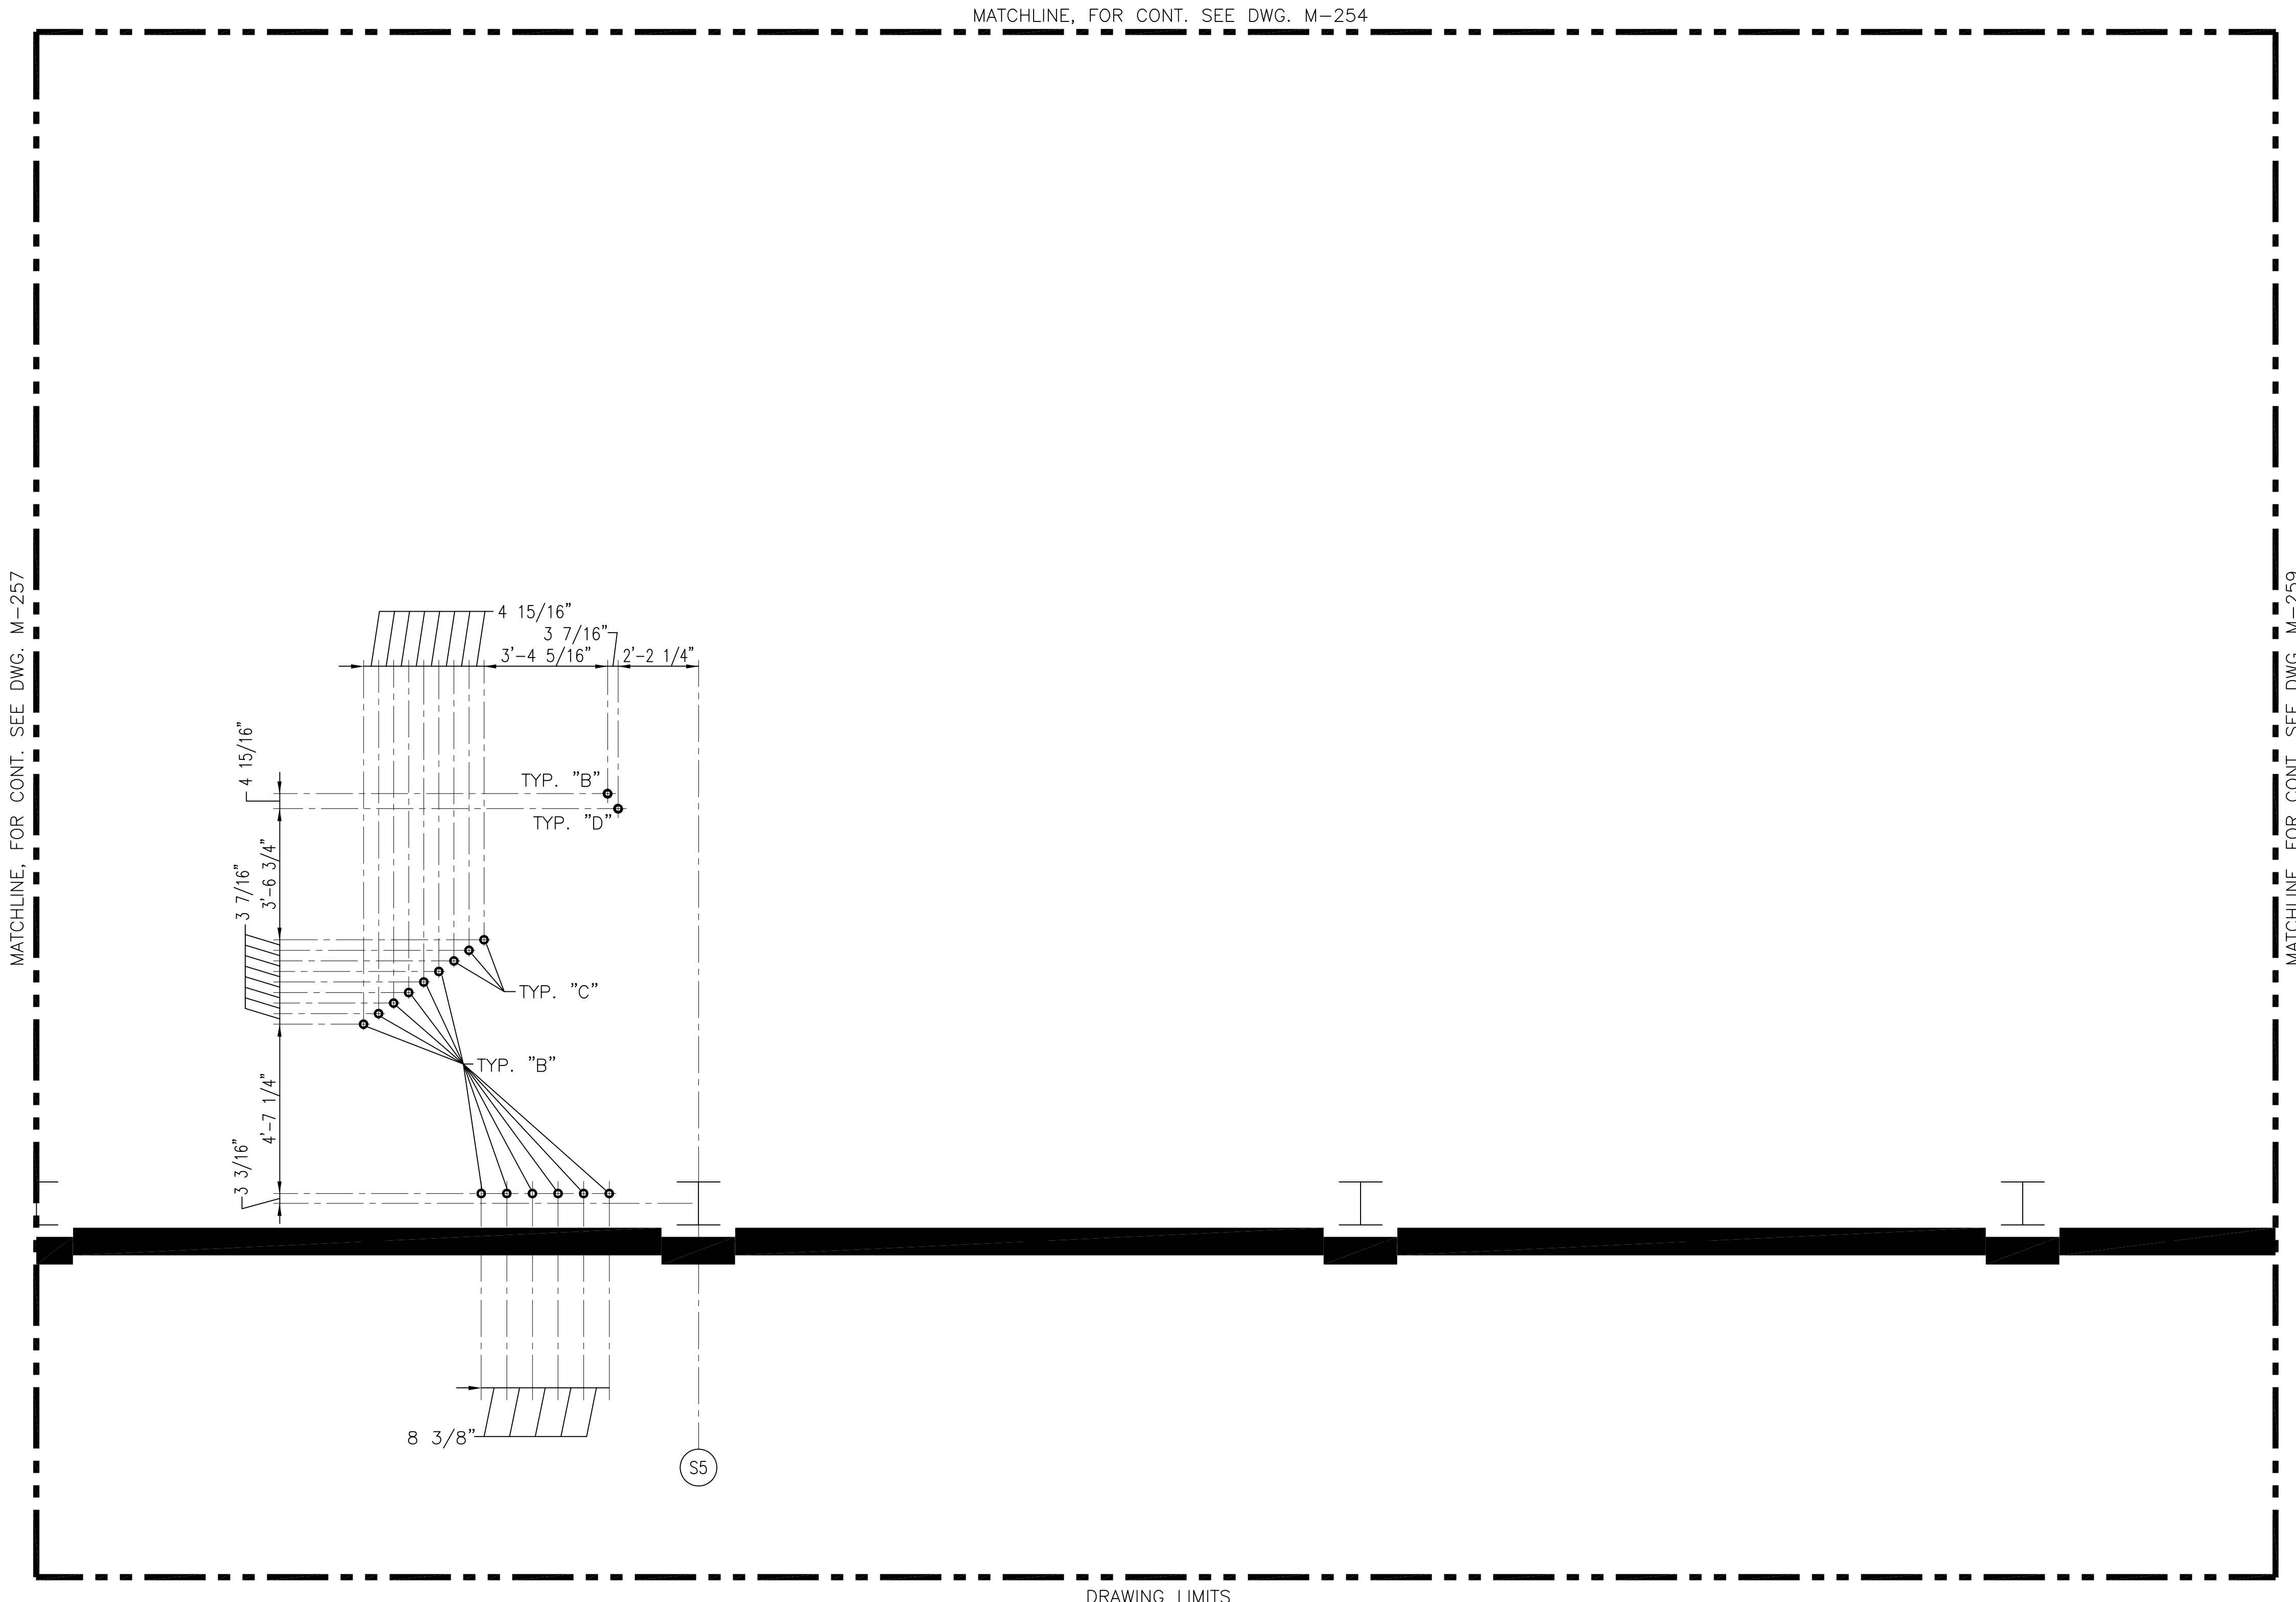 MATCHLINE, FOR CONT. SEE DWG. M-254
MATCHLINE, FOR CONT. SEE DWG. M-257
MATCHLINE, FOR CONT. SEE DWG. M-259
4 15/16"
3 7/16"
3'-4 5/16"
2'-2 1/4"
4 15/16"
TYP. "B"
TYP. "D"
3'-6 3/4"
3 7/16"
TYP. "C"
TYP. "B"
4'-7 1/4"
3 3/16"
8 3/8"
S5
DRAWING LIMITS